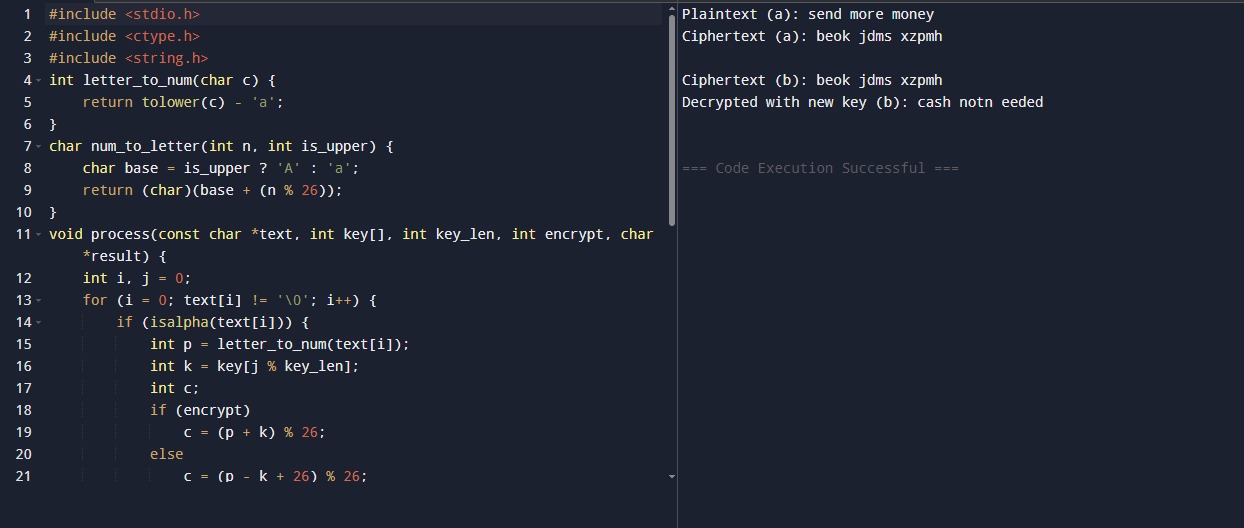 1 #include <stdio.h>
2 #include <ctype.h>
3 #include <string.h>
4 int letter_to_num(char c) {
5 return tolower(c) - 'a';
6 }
7 char num_to_letter(int n, int is_upper) {
8 char base = is_upper ? 'A' : 'a';
9 return (char)(base + (n % 26));
10 }
11 void process(const char *text, int key[], int key_len, int encrypt, char
*result) {
12 int i, j = 0;
13 for (i = 0; text[i] != '\0'; i++) {
14 if (isalpha(text[i])) {
15 int p = letter_to_num(text[i]);
16 int k = key[j % key_len];
17 int c;
18 if (encrypt)
19 c = (p + k) % 26;
20 else
21 c = (p - k + 26) % 26;
Plaintext (a): send more money
Ciphertext (a): beok jdms xzpmh
Ciphertext (b): beok jdms xzpmh
Decrypted with new key (b): cash notn eeded
=== Code Execution Successful ===